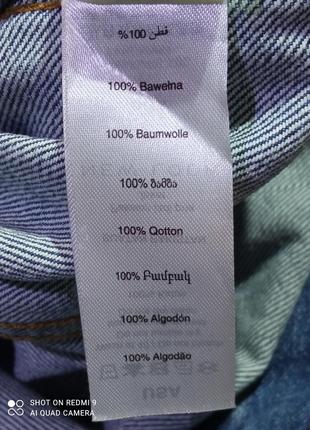 قطن 100%
100% Bawełna
100% Baumwolle
100% ბამბა
100% Qotton
100% Բամբակ
100% Algodón
100% Algodão
SHOT ON REDMI 9
AI QUAD CAMERA